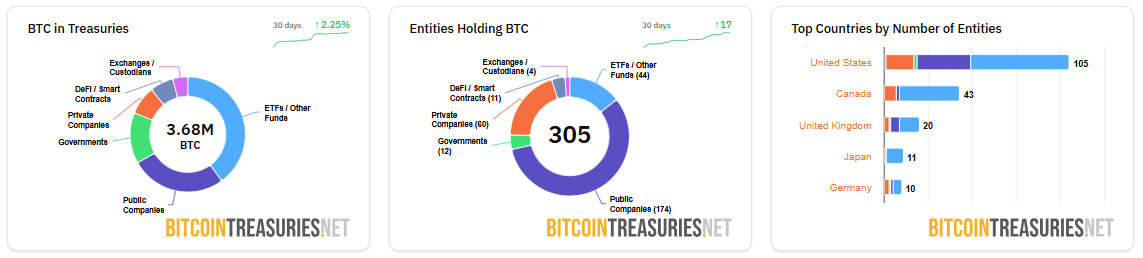 BTC in Treasuries
30 days ↑2.25%
Exchanges /
Custodians
DeFi / Smart
Contracts
Private
Companies
Governments
ETFs / Other
Funds
3.68M
BTC
Public
Companies
BITCOINTREASURIES.NET
Entities Holding BTC
30 days ↑17
Exchanges /
Custodians (4)
DeFi / Smart
Contracts (11)
Private
Companies (60)
Governments
(12)
ETFs / Other
Funds (44)
305
Public
Companies (174)
BITCOINTREASURIES.NET
Top Countries by Number of Entities
United States 105
Canada 43
United Kingdom 20
Japan 11
Germany 10
BITCOINTREASURIES.NET